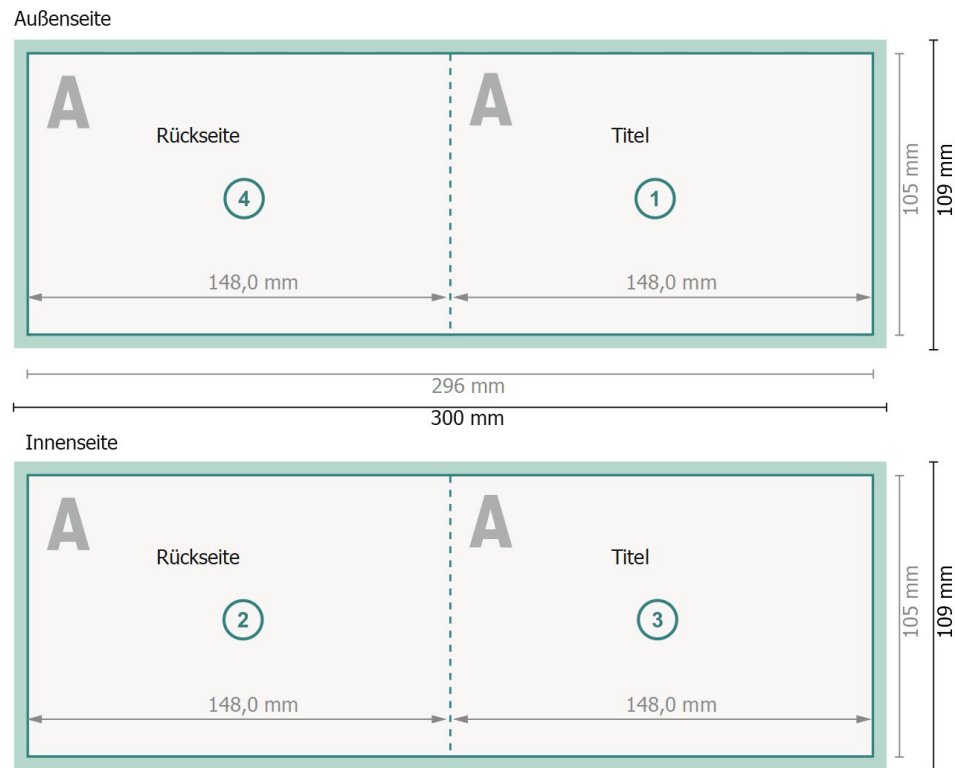 Außenseite
A
A
Rückseite
Titel
4
1
148,0 mm
148,0 mm
105 mm
109 mm
296 mm
300 mm
Innenseite
A
A
Rückseite
Titel
2
3
148,0 mm
148,0 mm
105 mm
109 mm